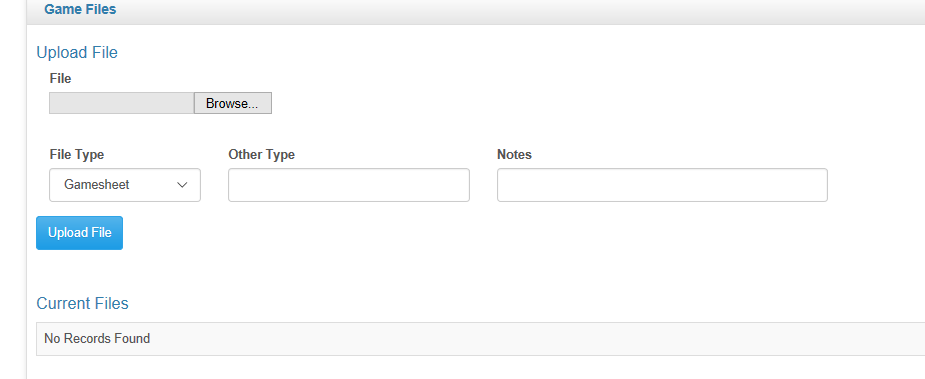 Game Files
Upload File
File
Browse...
File Type Other Type Notes
Gamesheet
Upload File
Current Files
No Records Found